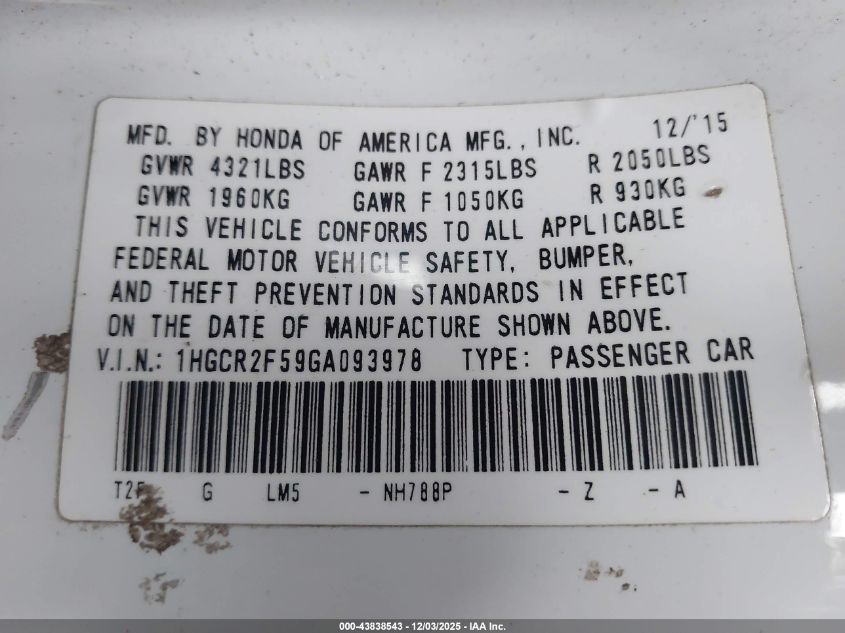 MFD. BY HONDA OF AMERICA MFG., INC. 12/'15
GVWR 4321LBS GAWR F 2315LBS R 2050LBS
GVWR 1960KG GAWR F 1050KG R 930KG
THIS VEHICLE CONFORMS TO ALL APPLICABLE
FEDERAL MOTOR VEHICLE SAFETY, BUMPER,
AND THEFT PREVENTION STANDARDS IN EFFECT
ON THE DATE OF MANUFACTURE SHOWN ABOVE.
V.I.N.: 1HGCR2F59GA093978 TYPE: PASSENGER CAR
G LM5 - NH788P - Z - A
000-43838543 - 12/03/2025 - IAA Inc.